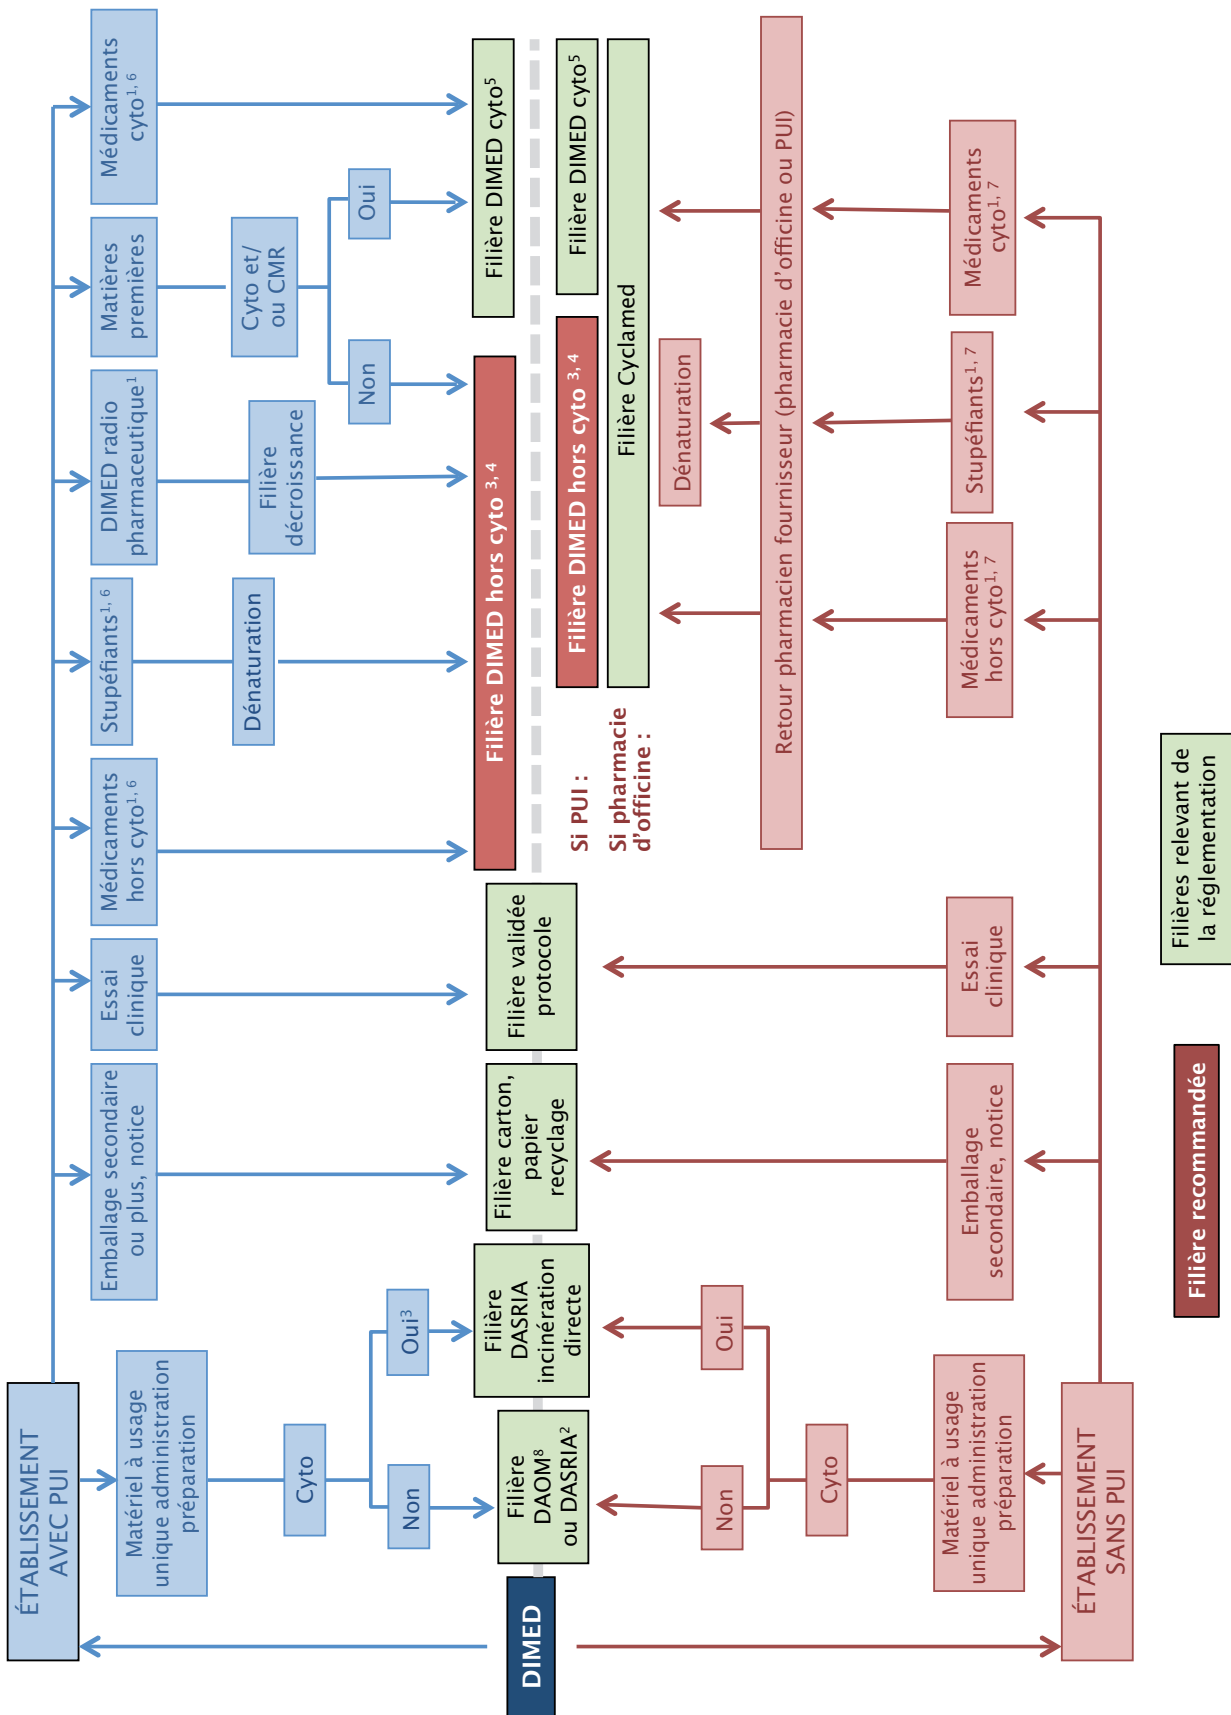 DIMED
ÉTABLISSEMENT
AVEC PUI
Matériel à usage
unique administration
préparation
Cyto
Non
Oui³
Emballage secondaire
ou plus, notice
Essai
clinique
Médicaments
hors cyto¹˒ ⁶
Stupéfiants¹˒ ⁶
Dénaturation
DIMED radio
pharmaceutique¹
Filière
décroissance
Matières
premières
Cyto et/
ou CMR
Non
Oui
Médicaments
cyto¹˒ ⁶
Filière
DAOM⁸
ou DASRIA²
Filière
DASRIA
incinération
directe
Filière carton,
papier
recyclage
Filière validée
protocole
Filière DIMED hors cyto ³˒ ⁴
Filière DIMED cyto⁵
Si PUI :
Filière DIMED hors cyto ³˒ ⁴
Filière DIMED cyto⁵
Si pharmacie
d’officine :
Filière Cyclamed
Dénaturation
Retour pharmacien fournisseur (pharmacie d’officine ou PUI)
Non
Oui
Cyto
Matériel à usage
unique administration
préparation
Emballage
secondaire, notice
Essai
clinique
Médicaments
hors cyto¹˒ ⁷
Stupéfiants¹˒ ⁷
Médicaments
cyto¹˒ ⁷
ÉTABLISSEMENT
SANS PUI
Filière recommandée
Filières relevant de
la réglementation